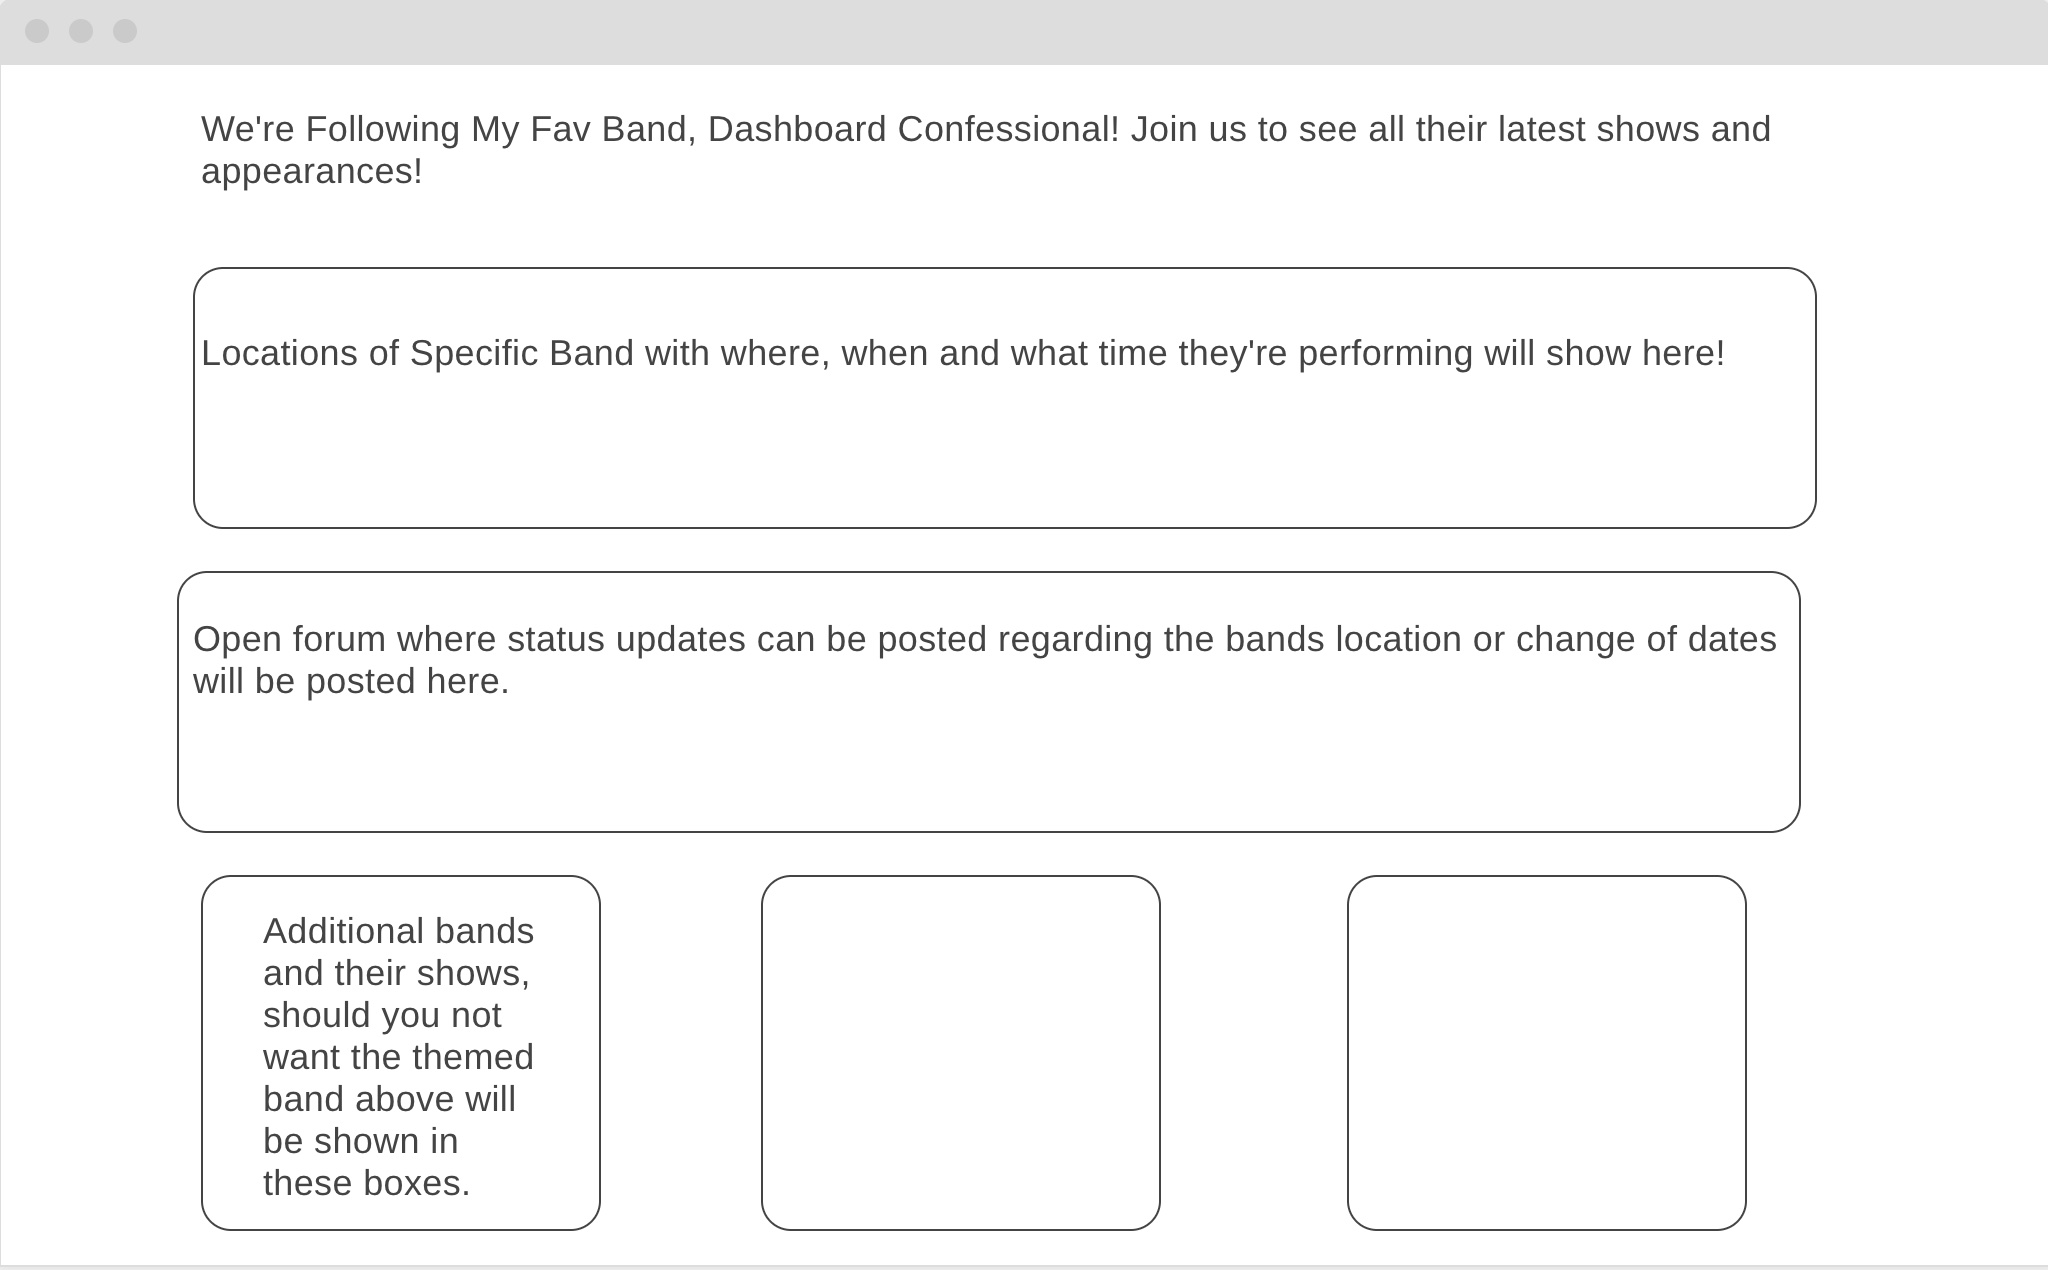 We're Following My Fav Band, Dashboard Confessional! Join us to see all their latest shows and
appearances!
Locations of Specific Band with where, when and what time they're performing will show here!
Open forum where status updates can be posted regarding the bands location or change of dates
will be posted here.
Additional bands
and their shows,
should you not
want the themed
band above will
be shown in
these boxes.